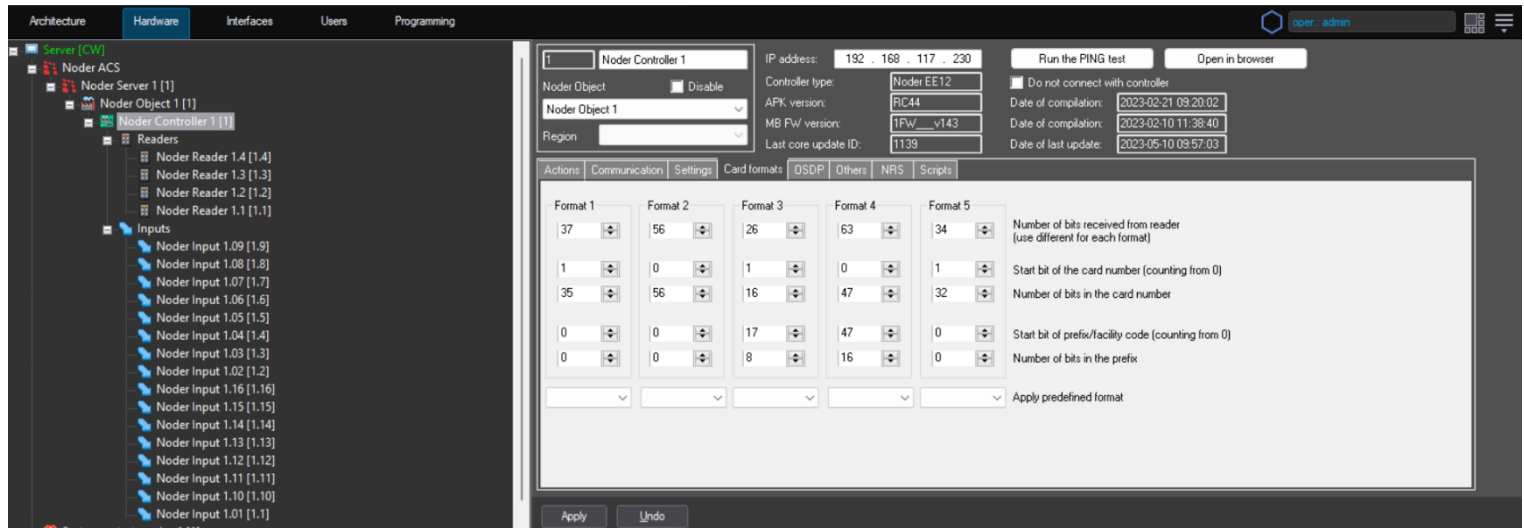 Architecture Hardware Interfaces Users Programming oper.: admin
Server [CW]
Noder ACS
Noder Server 1 [1]
Noder Object 1 [1]
Noder Controller 1 [1]
Readers
Noder Reader 1.4 [1.4]
Noder Reader 1.3 [1.3]
Noder Reader 1.2 [1.2]
Noder Reader 1.1 [1.1]
Inputs
Noder Input 1.09 [1.9]
Noder Input 1.08 [1.8]
Noder Input 1.07 [1.7]
Noder Input 1.06 [1.6]
Noder Input 1.05 [1.5]
Noder Input 1.04 [1.4]
Noder Input 1.03 [1.3]
Noder Input 1.02 [1.2]
Noder Input 1.16 [1.16]
Noder Input 1.15 [1.15]
Noder Input 1.14 [1.14]
Noder Input 1.13 [1.13]
Noder Input 1.12 [1.12]
Noder Input 1.11 [1.11]
Noder Input 1.10 [1.10]
Noder Input 1.01 [1.1]
1 Noder Controller 1
Noder Object Disable
Noder Object 1
Region
IP address: 192 . 168 . 117 . 230 Run the PING test Open in browser
Controller type: Noder EE12 Do not connect with controller
APK version: RC44 Date of compilation: 2023-02-21 09:20:02
MB FW version: 1FW___v143 Date of compilation: 2023-02-10 11:38:40
Last core update ID: 1139 Date of last update: 2023-05-10 09:57:03
Actions Communication Settings Card formats OSDP Others NRS Scripts
Format 1 Format 2 Format 3 Format 4 Format 5
37 56 26 63 34 Number of bits received from reader
(use different for each format)
1 0 1 0 1 Start bit of the card number (counting from 0)
35 56 16 47 32 Number of bits in the card number
0 0 17 47 0 Start bit of prefix/facility code (counting from 0)
0 0 8 16 0 Number of bits in the prefix
Apply predefined format
Apply Undo